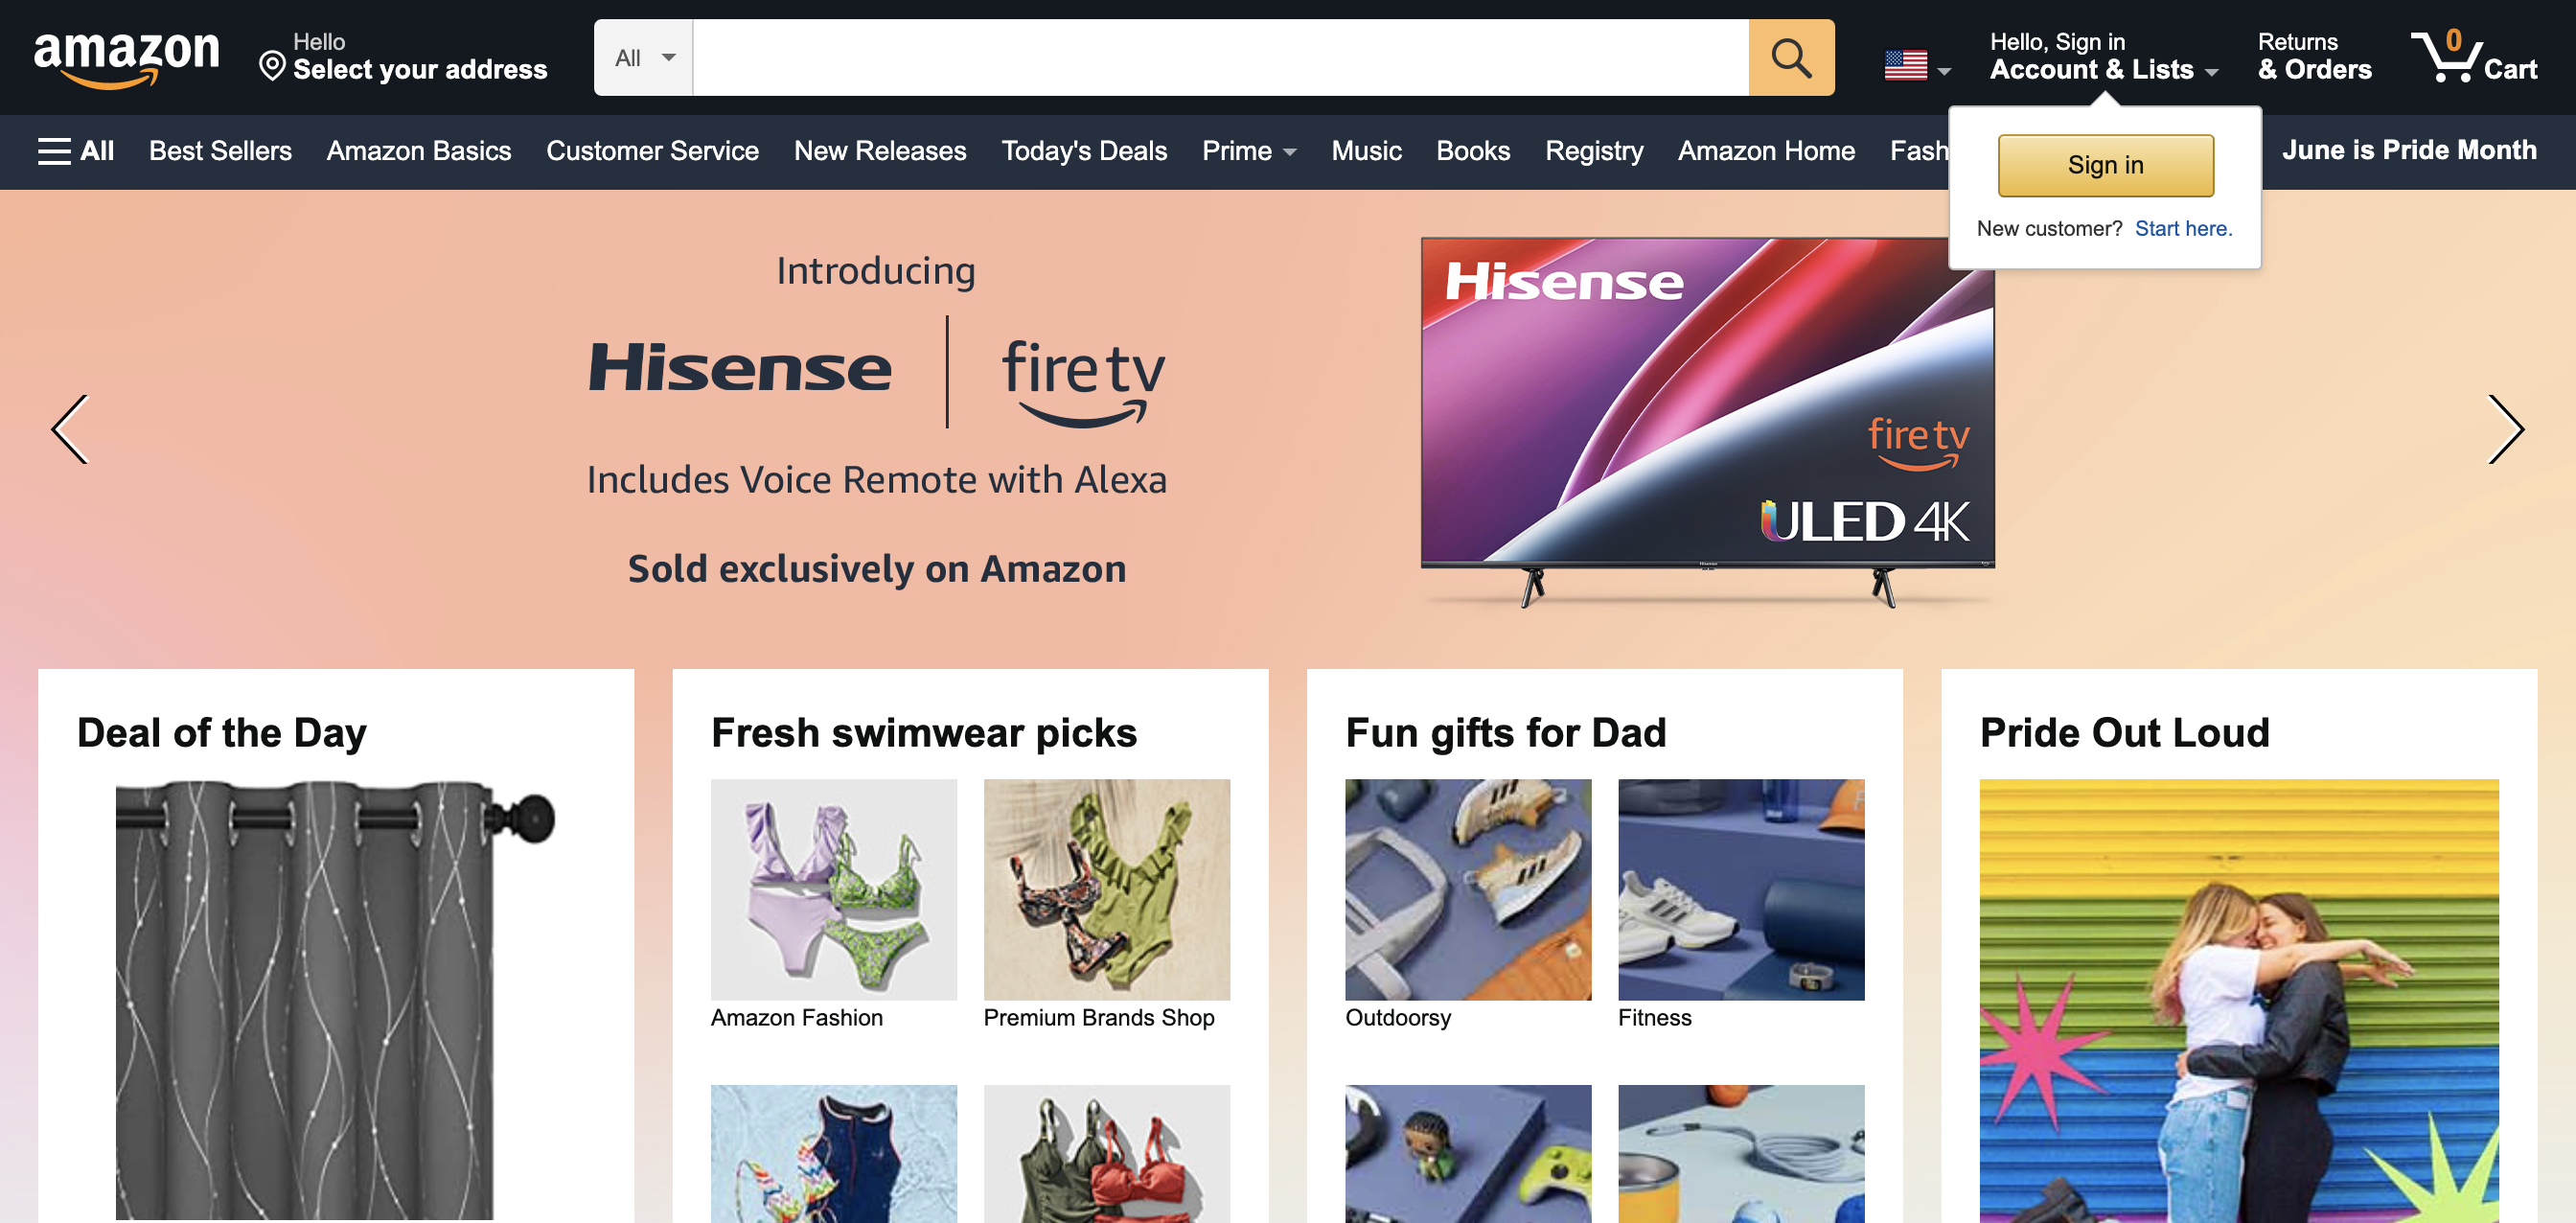 amazon
Hello
Select your address
All
Hello, Sign in
Account & Lists
Returns
& Orders
0
Cart
All
Best Sellers
Amazon Basics
Customer Service
New Releases
Today's Deals
Prime
Music
Books
Registry
Amazon Home
Fash
June is Pride Month
Sign in
New customer? Start here.
Introducing
Hisense
fire tv
Includes Voice Remote with Alexa
Sold exclusively on Amazon
Hisense
fire tv
ULED 4K
Deal of the Day
Fresh swimwear picks
Amazon Fashion
Premium Brands Shop
Fun gifts for Dad
Outdoorsy
Fitness
Pride Out Loud